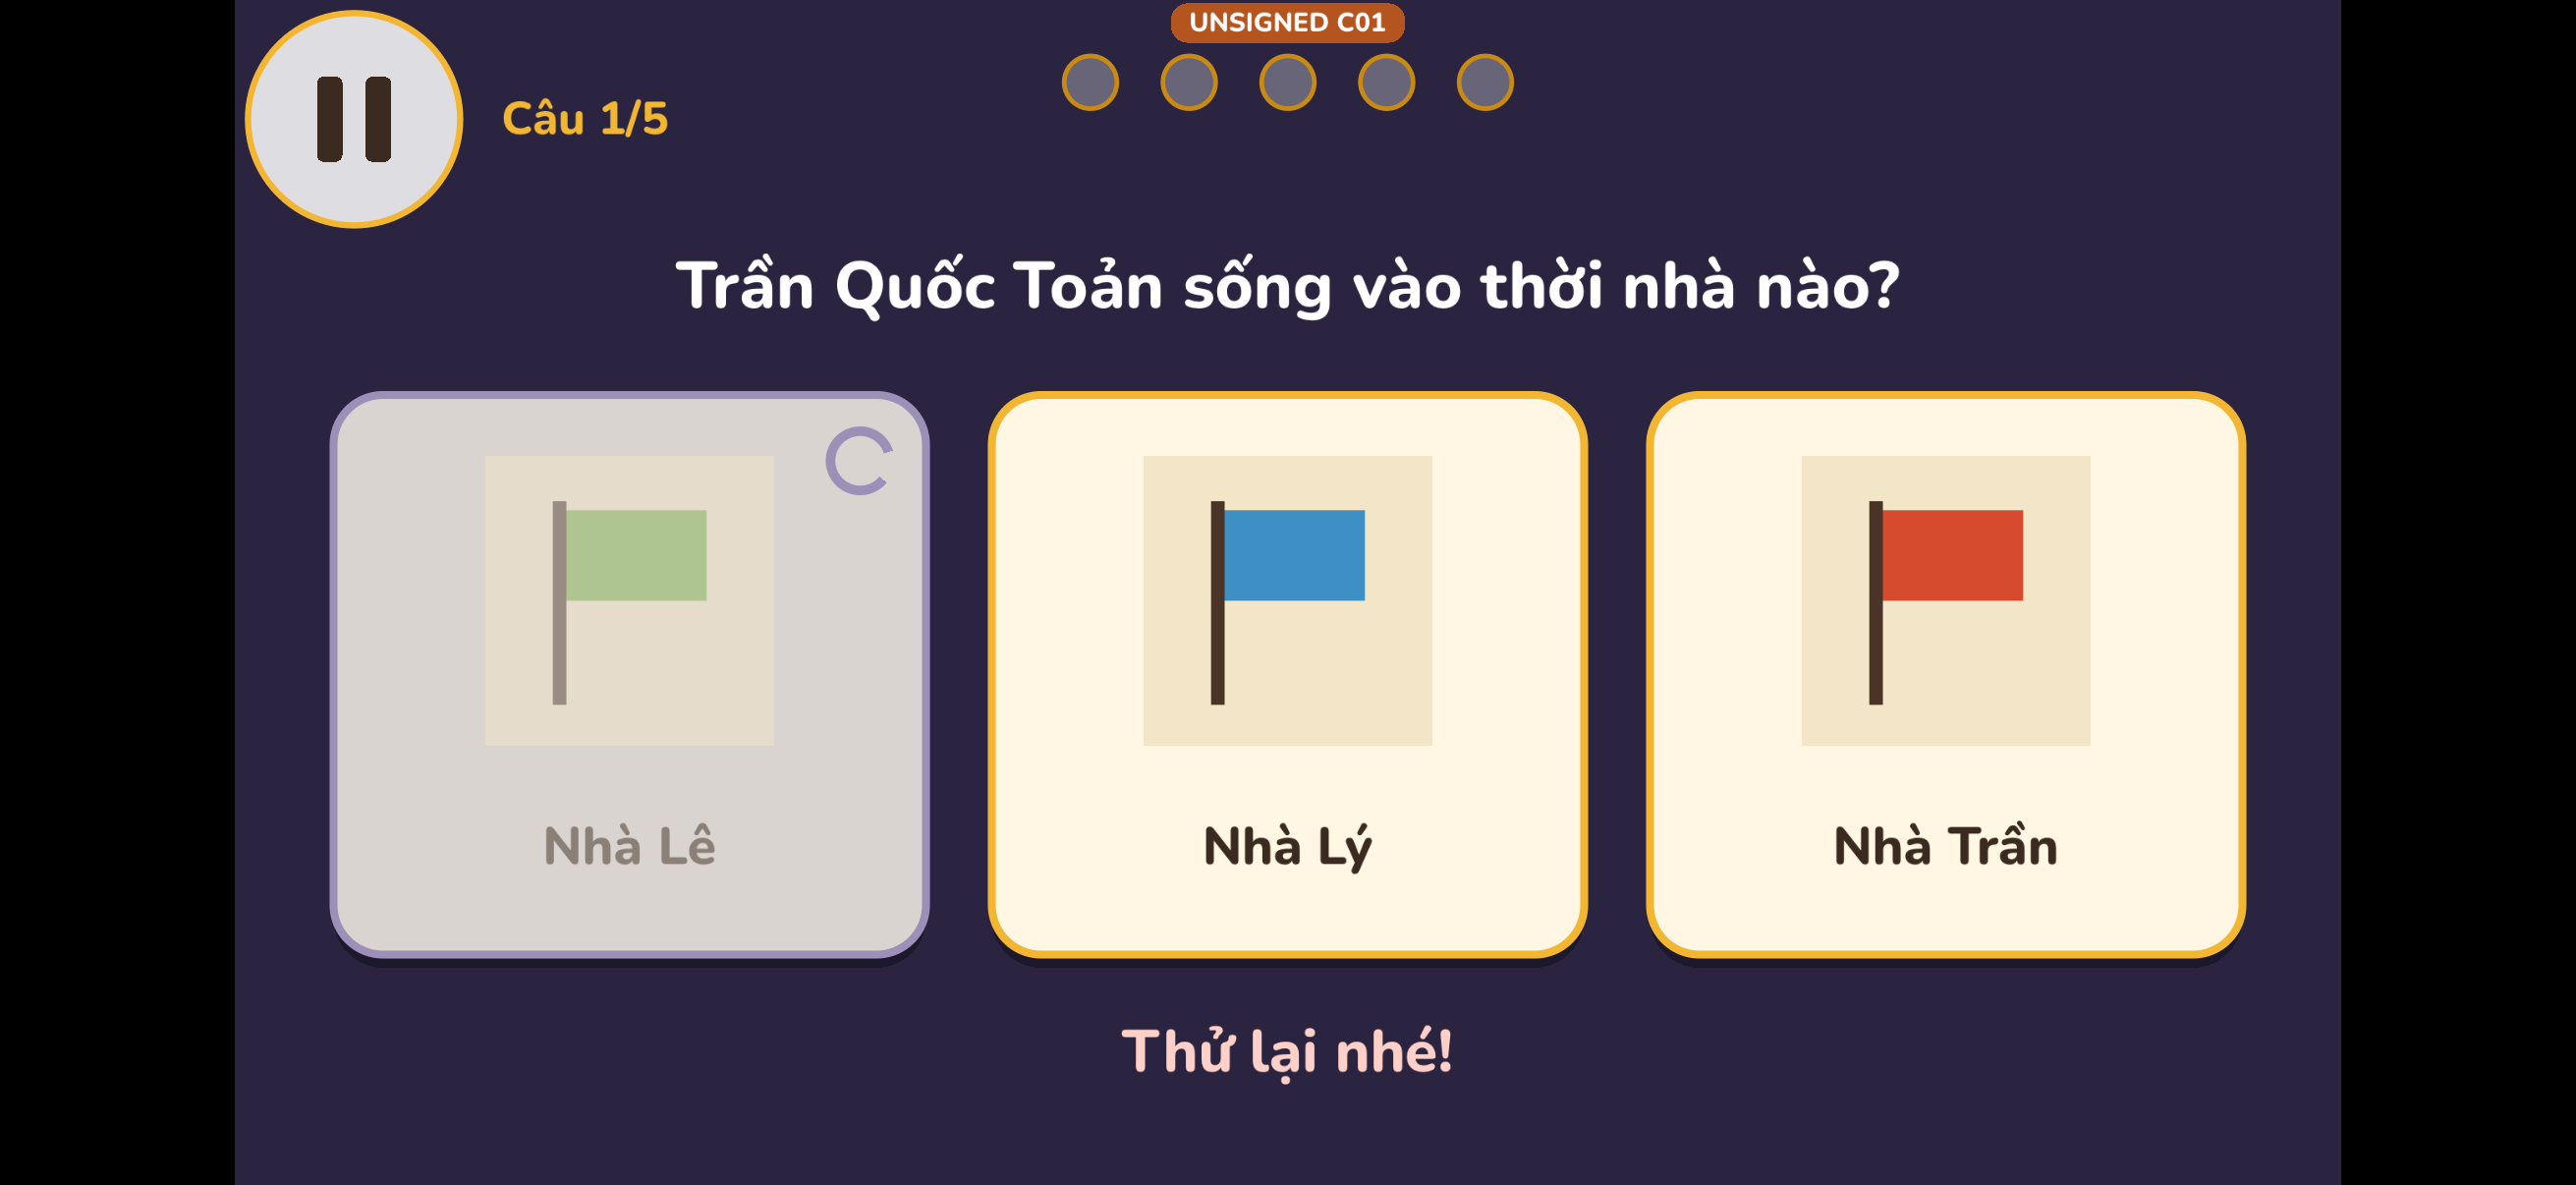 UNSIGNED C01
Câu 1/5
Trần Quốc Toản sống vào thời nhà nào?
Nhà Lê
Nhà Lý
Nhà Trần
Thử lại nhé!